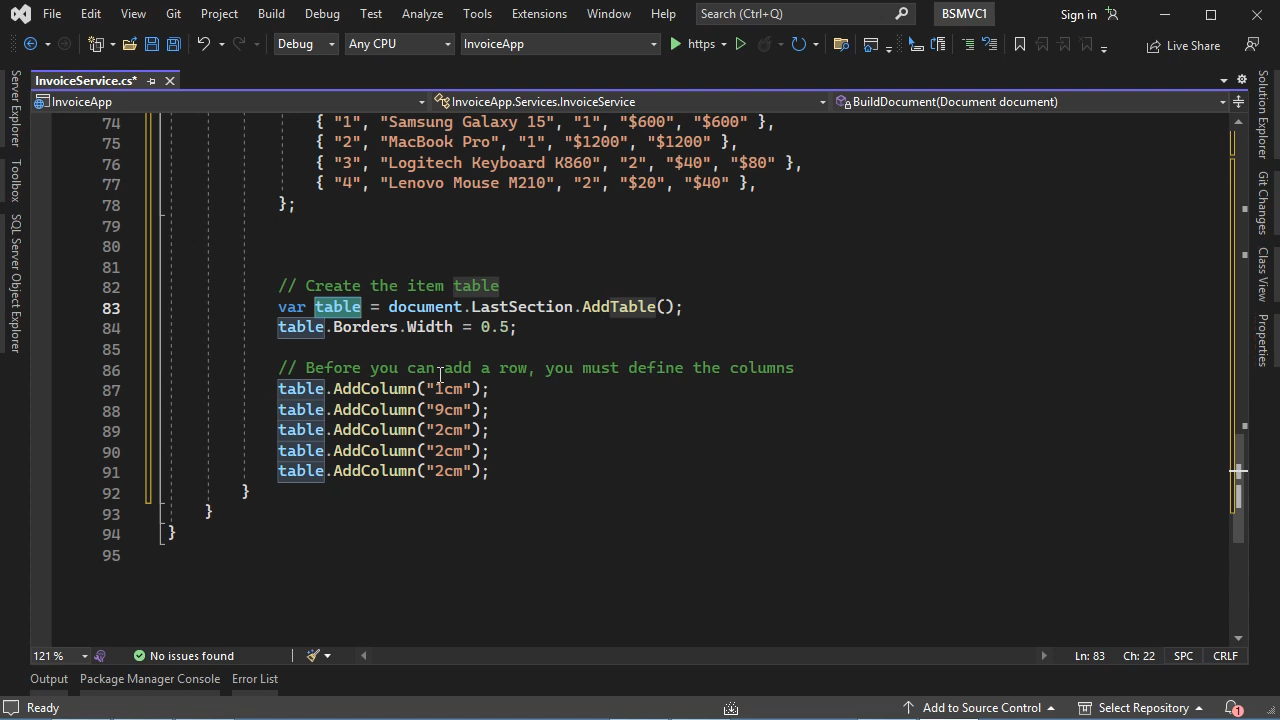 File Edit View Git Project Build Debug Test Analyze Tools Extensions Window Help Search (Ctrl+Q) BSMVC1 Sign in
Debug Any CPU InvoiceApp https Live Share
InvoiceService.cs*
InvoiceApp InvoiceApp.Services.InvoiceService BuildDocument(Document document)
Server Explorer
Toolbox
SQL Server Object Explorer
74 { "1", "Samsung Galaxy 15", "1", "$600", "$600" },
75 { "2", "MacBook Pro", "1", "$1200", "$1200" },
76 { "3", "Logitech Keyboard K860", "2", "$40", "$80" },
77 { "4", "Lenovo Mouse M210", "2", "$20", "$40" },
78 };
79
80
81
82 // Create the item table
83 var table = document.LastSection.AddTable();
84 table.Borders.Width = 0.5;
85
86 // Before you can add a row, you must define the columns
87 table.AddColumn("1cm");
88 table.AddColumn("9cm");
89 table.AddColumn("2cm");
90 table.AddColumn("2cm");
91 table.AddColumn("2cm");
92 }
93 }
94 }
95
Solution Explorer
Git Changes
Class View
Properties
121 % No issues found Ln: 83 Ch: 22 SPC CRLF
Output Package Manager Console Error List
Ready Add to Source Control Select Repository 1